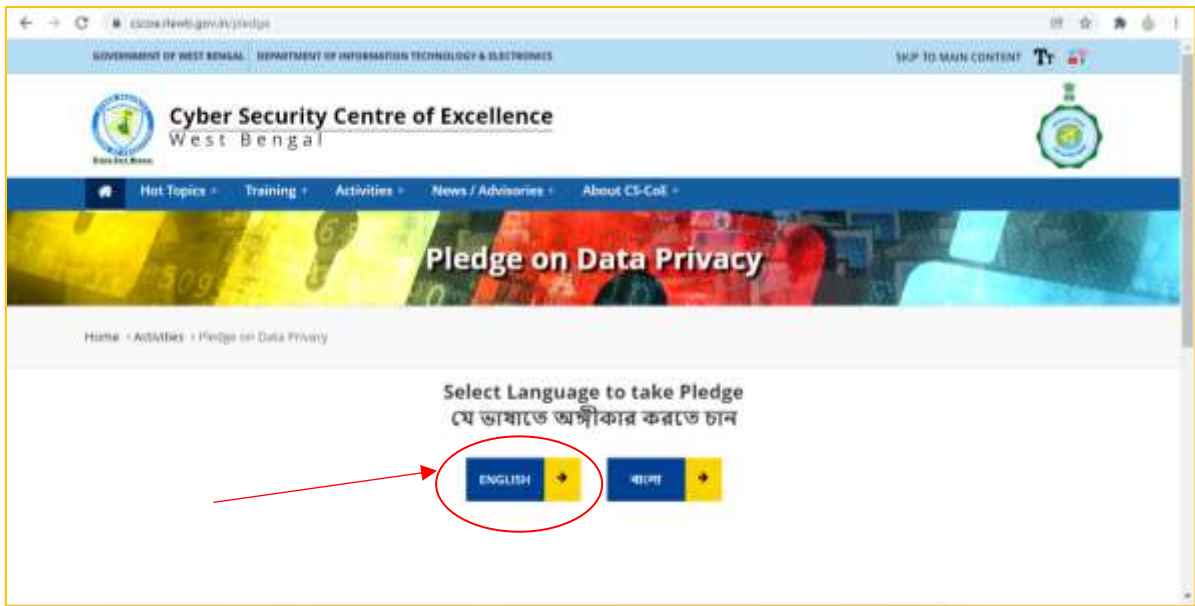 GOVERNMENT OF WEST BENGAL DEPARTMENT OF INFORMATION TECHNOLOGY & ELECTRONICS SKIP TO MAIN CONTENT Tт
Cyber Security Centre of Excellence
West Bengal
Hot Topics + Training + Activities + News / Advisories + About CS-CoE +
Pledge on Data Privacy
Home › Activities › Pledge on Data Privacy
Select Language to take Pledge
যে ভাষাতে অঙ্গীকার করতে চান
ENGLISH বাংলা